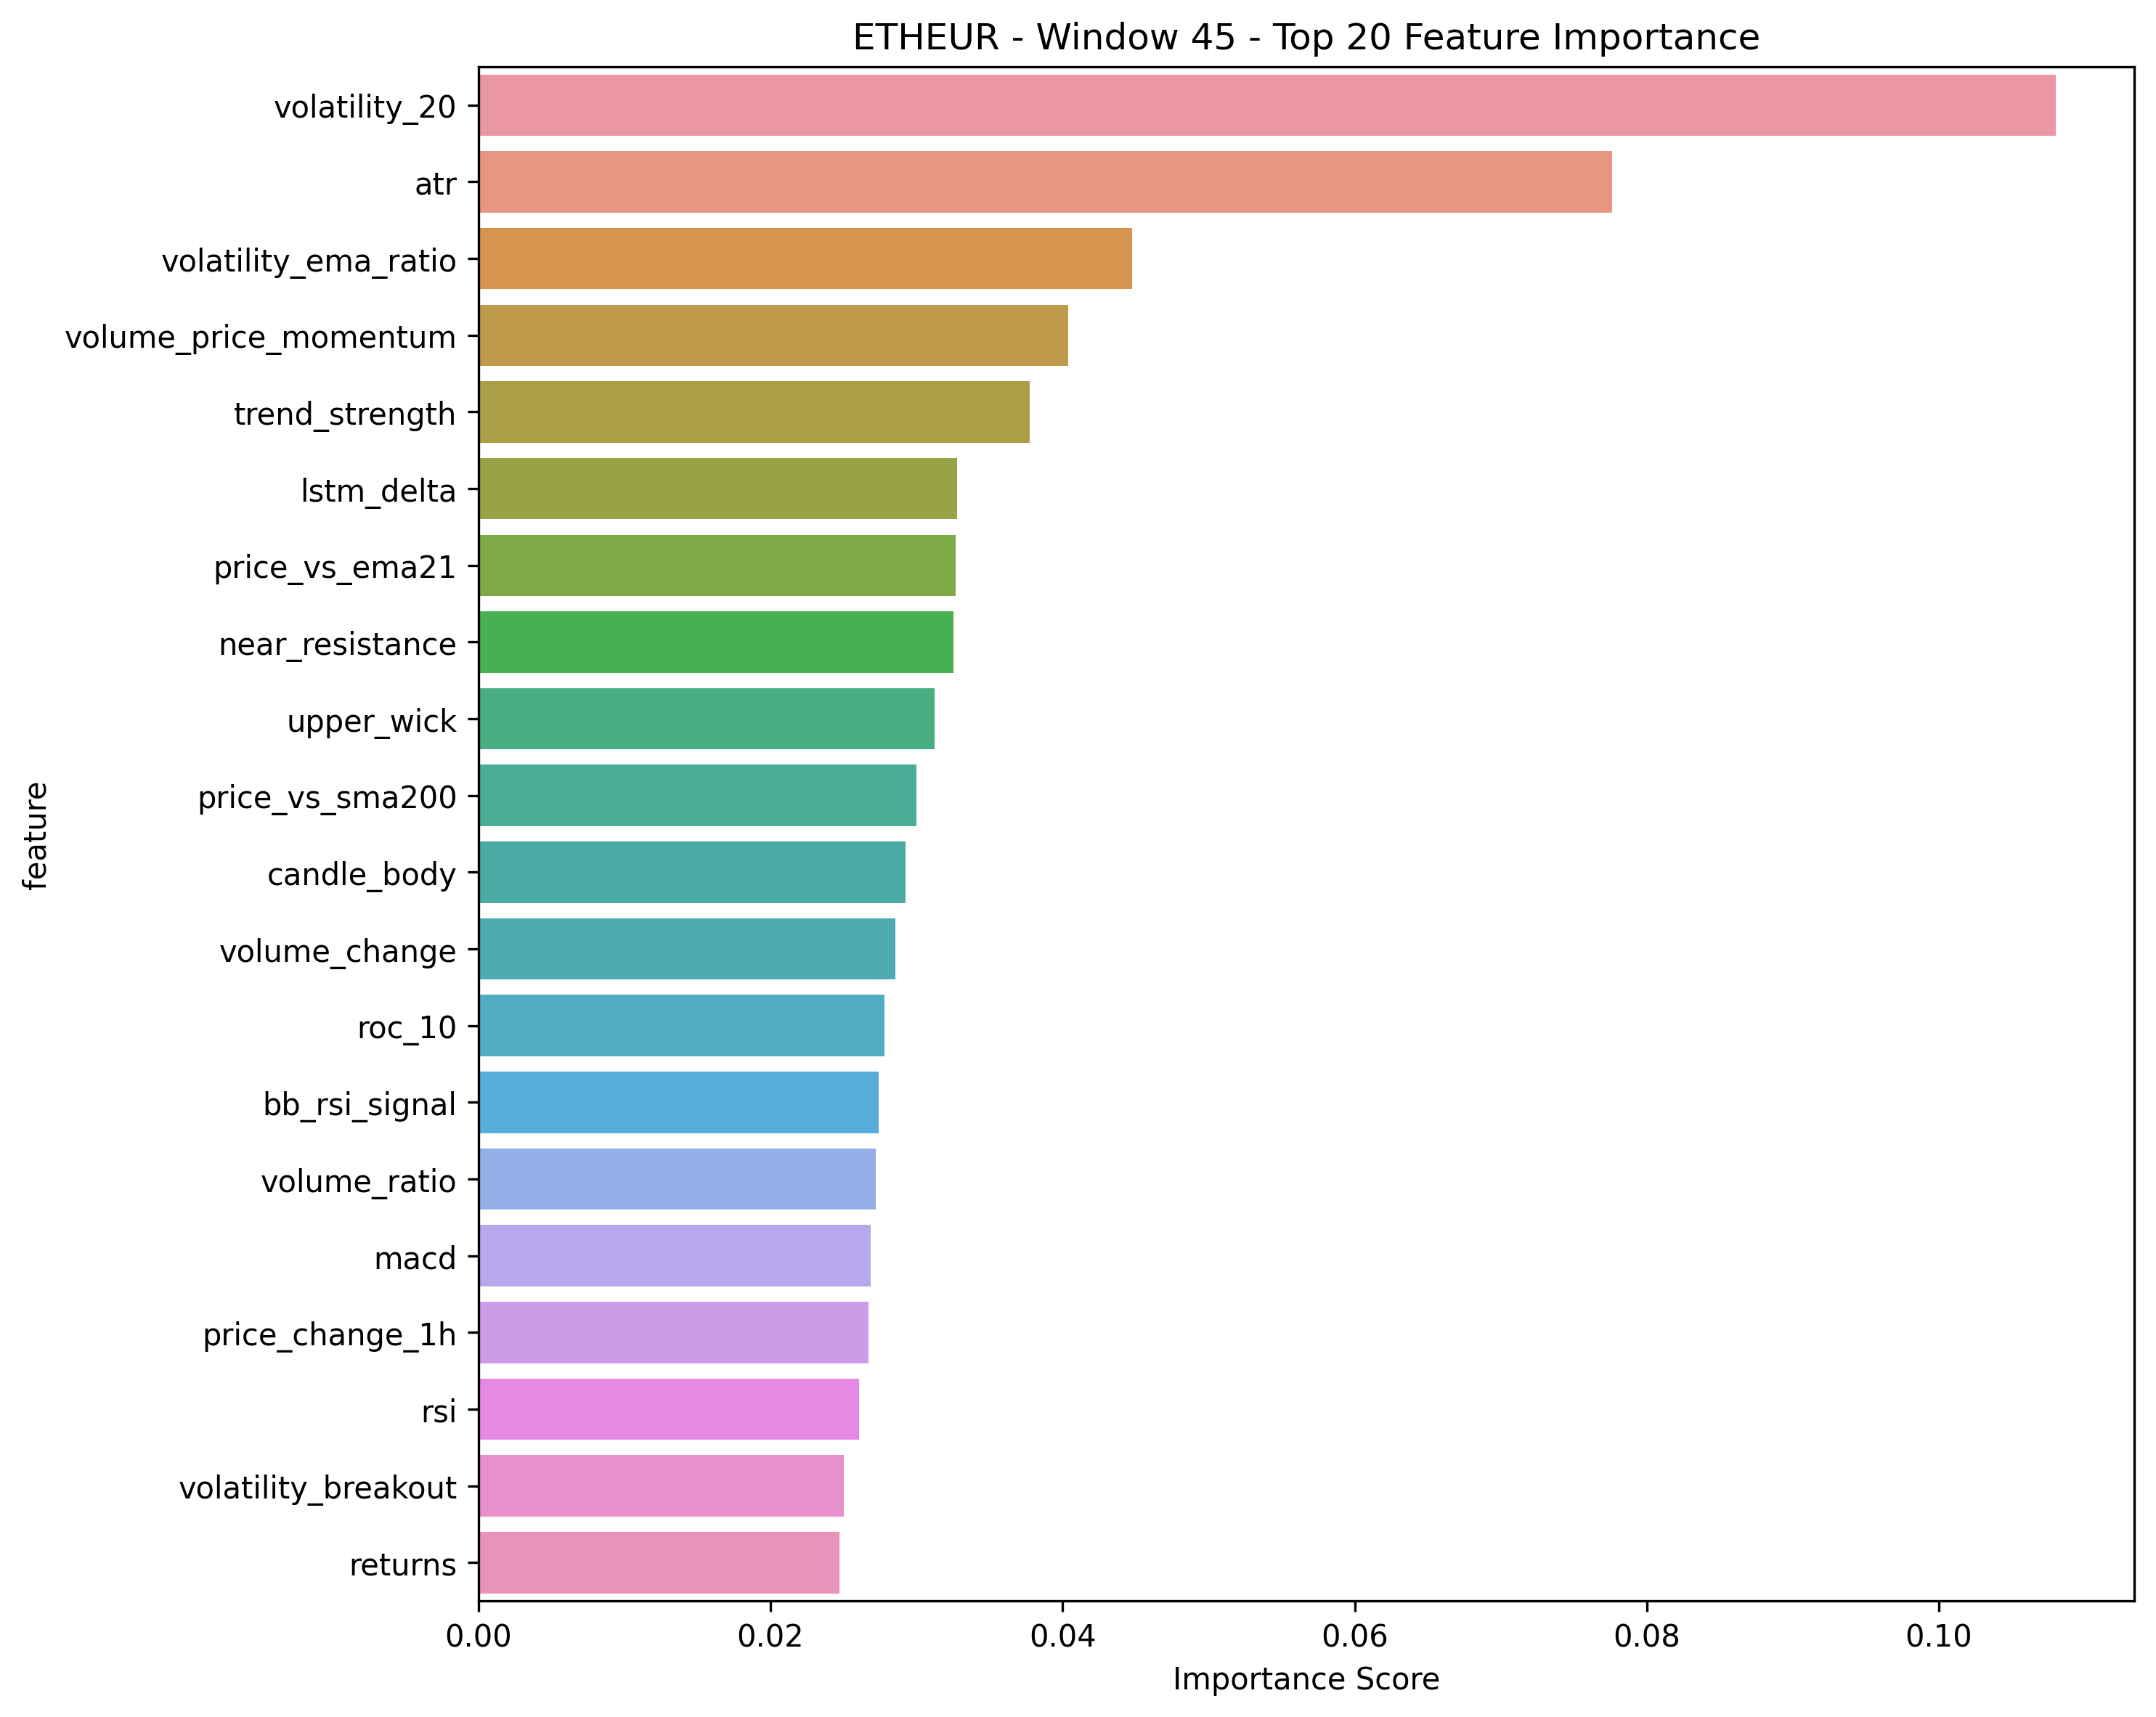 ETHEUR - Window 45 - Top 20 Feature Importance
volatility_20
atr
volatility_ema_ratio
volume_price_momentum
trend_strength
lstm_delta
price_vs_ema21
near_resistance
upper_wick
price_vs_sma200
candle_body
volume_change
roc_10
bb_rsi_signal
volume_ratio
macd
price_change_1h
rsi
volatility_breakout
returns
feature
0.00 0.02 0.04 0.06 0.08 0.10
Importance Score